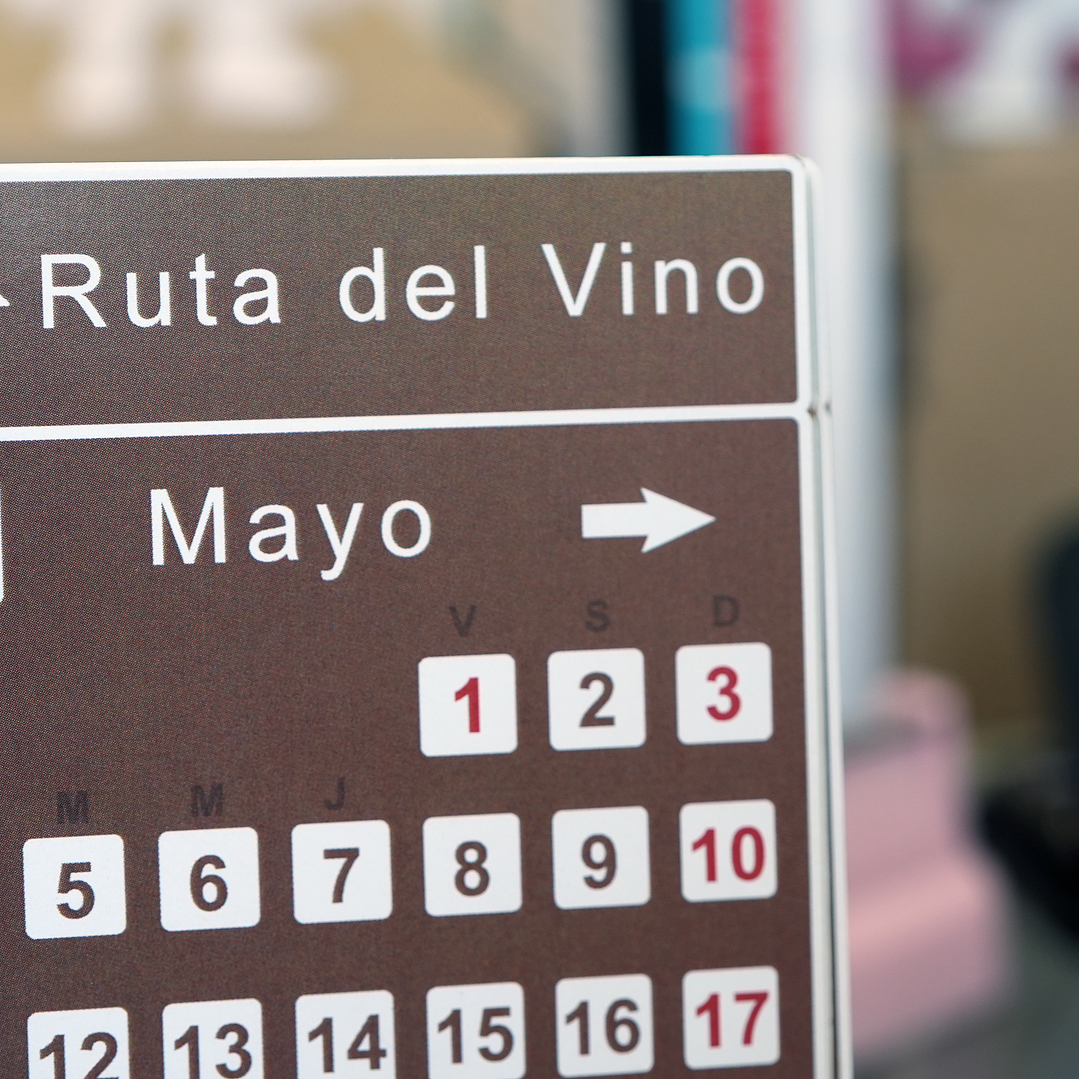 Ruta del Vino
Mayo
V S D
1 2 3
M M J
5 6 7 8 9 10
12 13 14 15 16 17